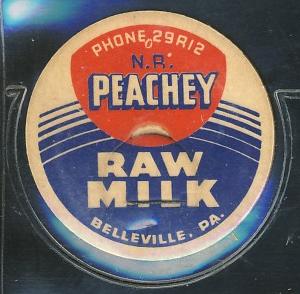 PHONE 29R12
N.R.
PEACHEY
RAW
MILK
BELLEVILLE, PA.